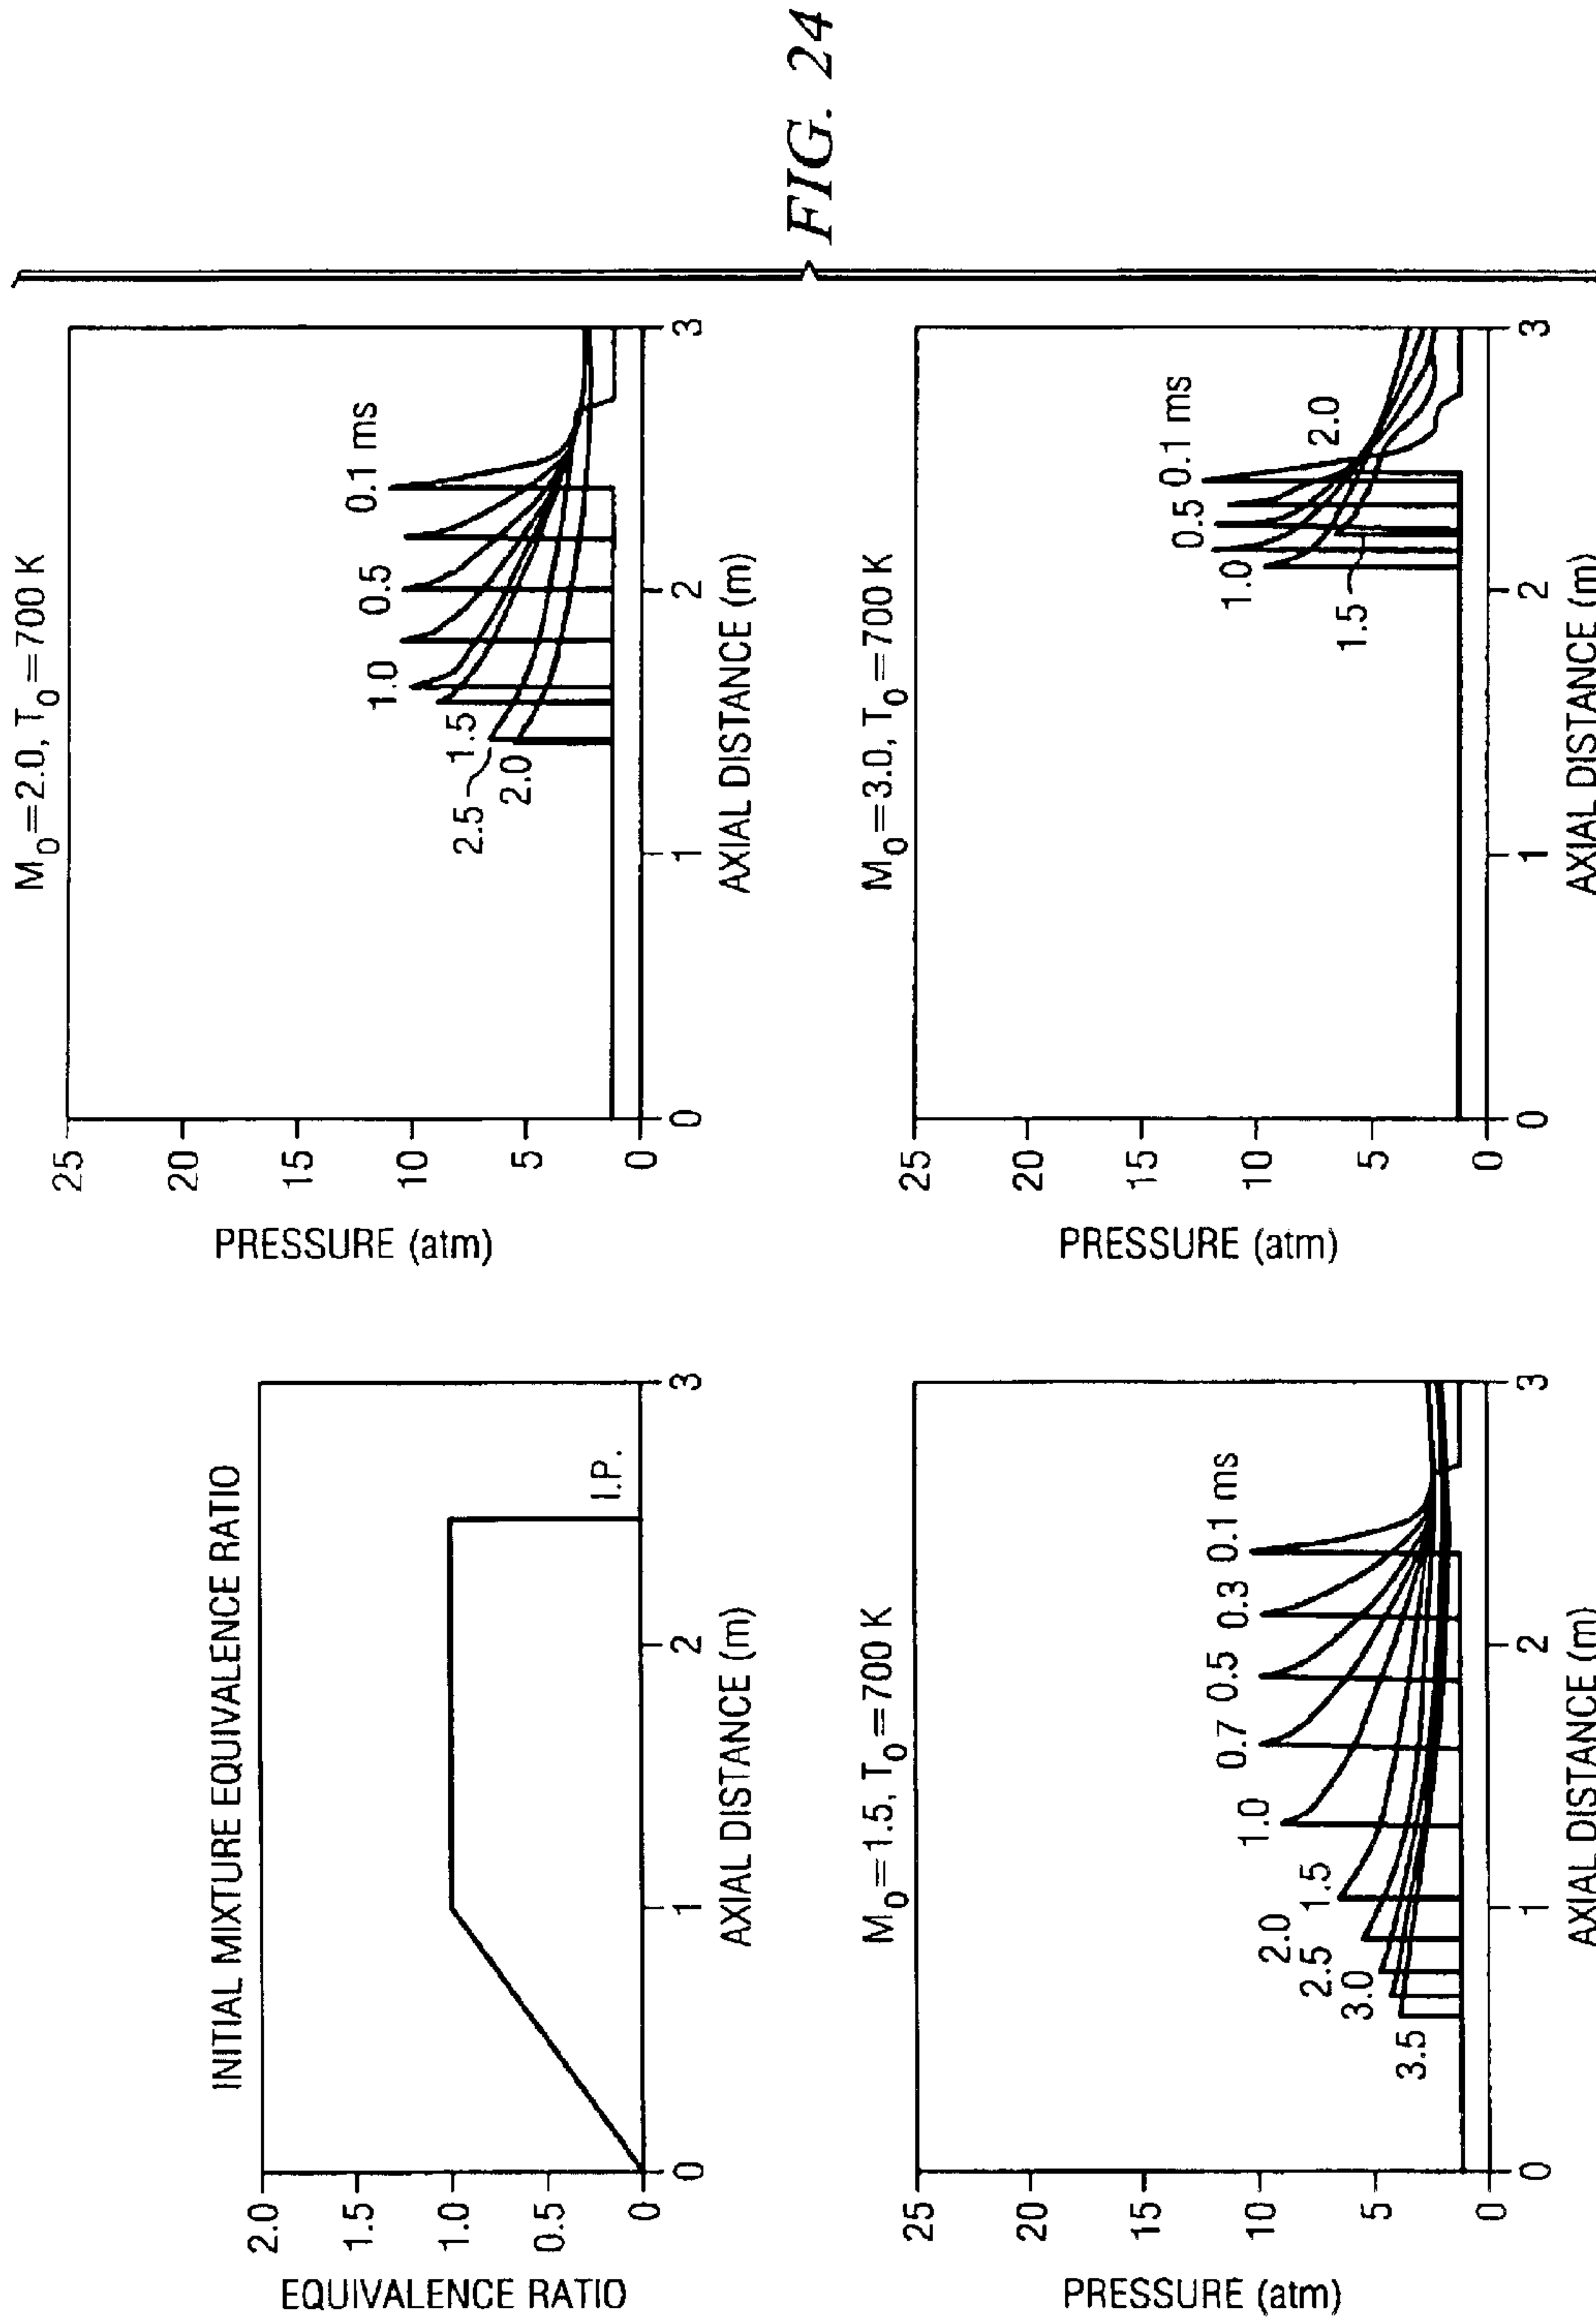 INITIAL MIXTURE EQUIVALENCE RATIO
EQUIVALENCE RATIO
2.0
1.5
1.0
0.5
0
I.P.
0 1 2 3
AXIAL DISTANCE (m)
M0=2.0, T0=700 K
PRESSURE (atm)
25
20
15
10
5
0
2.5
2.0
1.5
1.0
0.5
0.1 ms
0 1 2 3
AXIAL DISTANCE (m)
M0=1.5, T0=700 K
PRESSURE (atm)
25
20
15
10
5
0
3.5
3.0
2.5
2.0
1.5
1.0
0.7
0.5
0.3
0.1 ms
0 1 2 3
AXIAL DISTANCE (m)
M0=3.0, T0=700 K
PRESSURE (atm)
25
20
15
10
5
0
1.5
1.0
0.5
0.1 ms
2.0
0 1 2 3
AXIAL DISTANCE (m)
FIG. 24